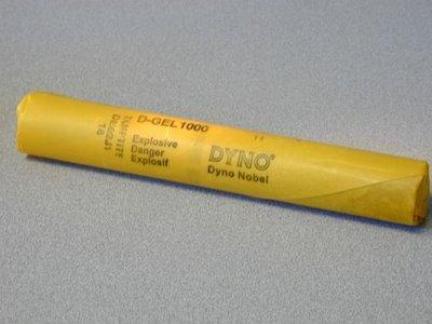 D-GEL 1000
Explosive
Danger
Explosif
DYNO®
Dyno Nobel